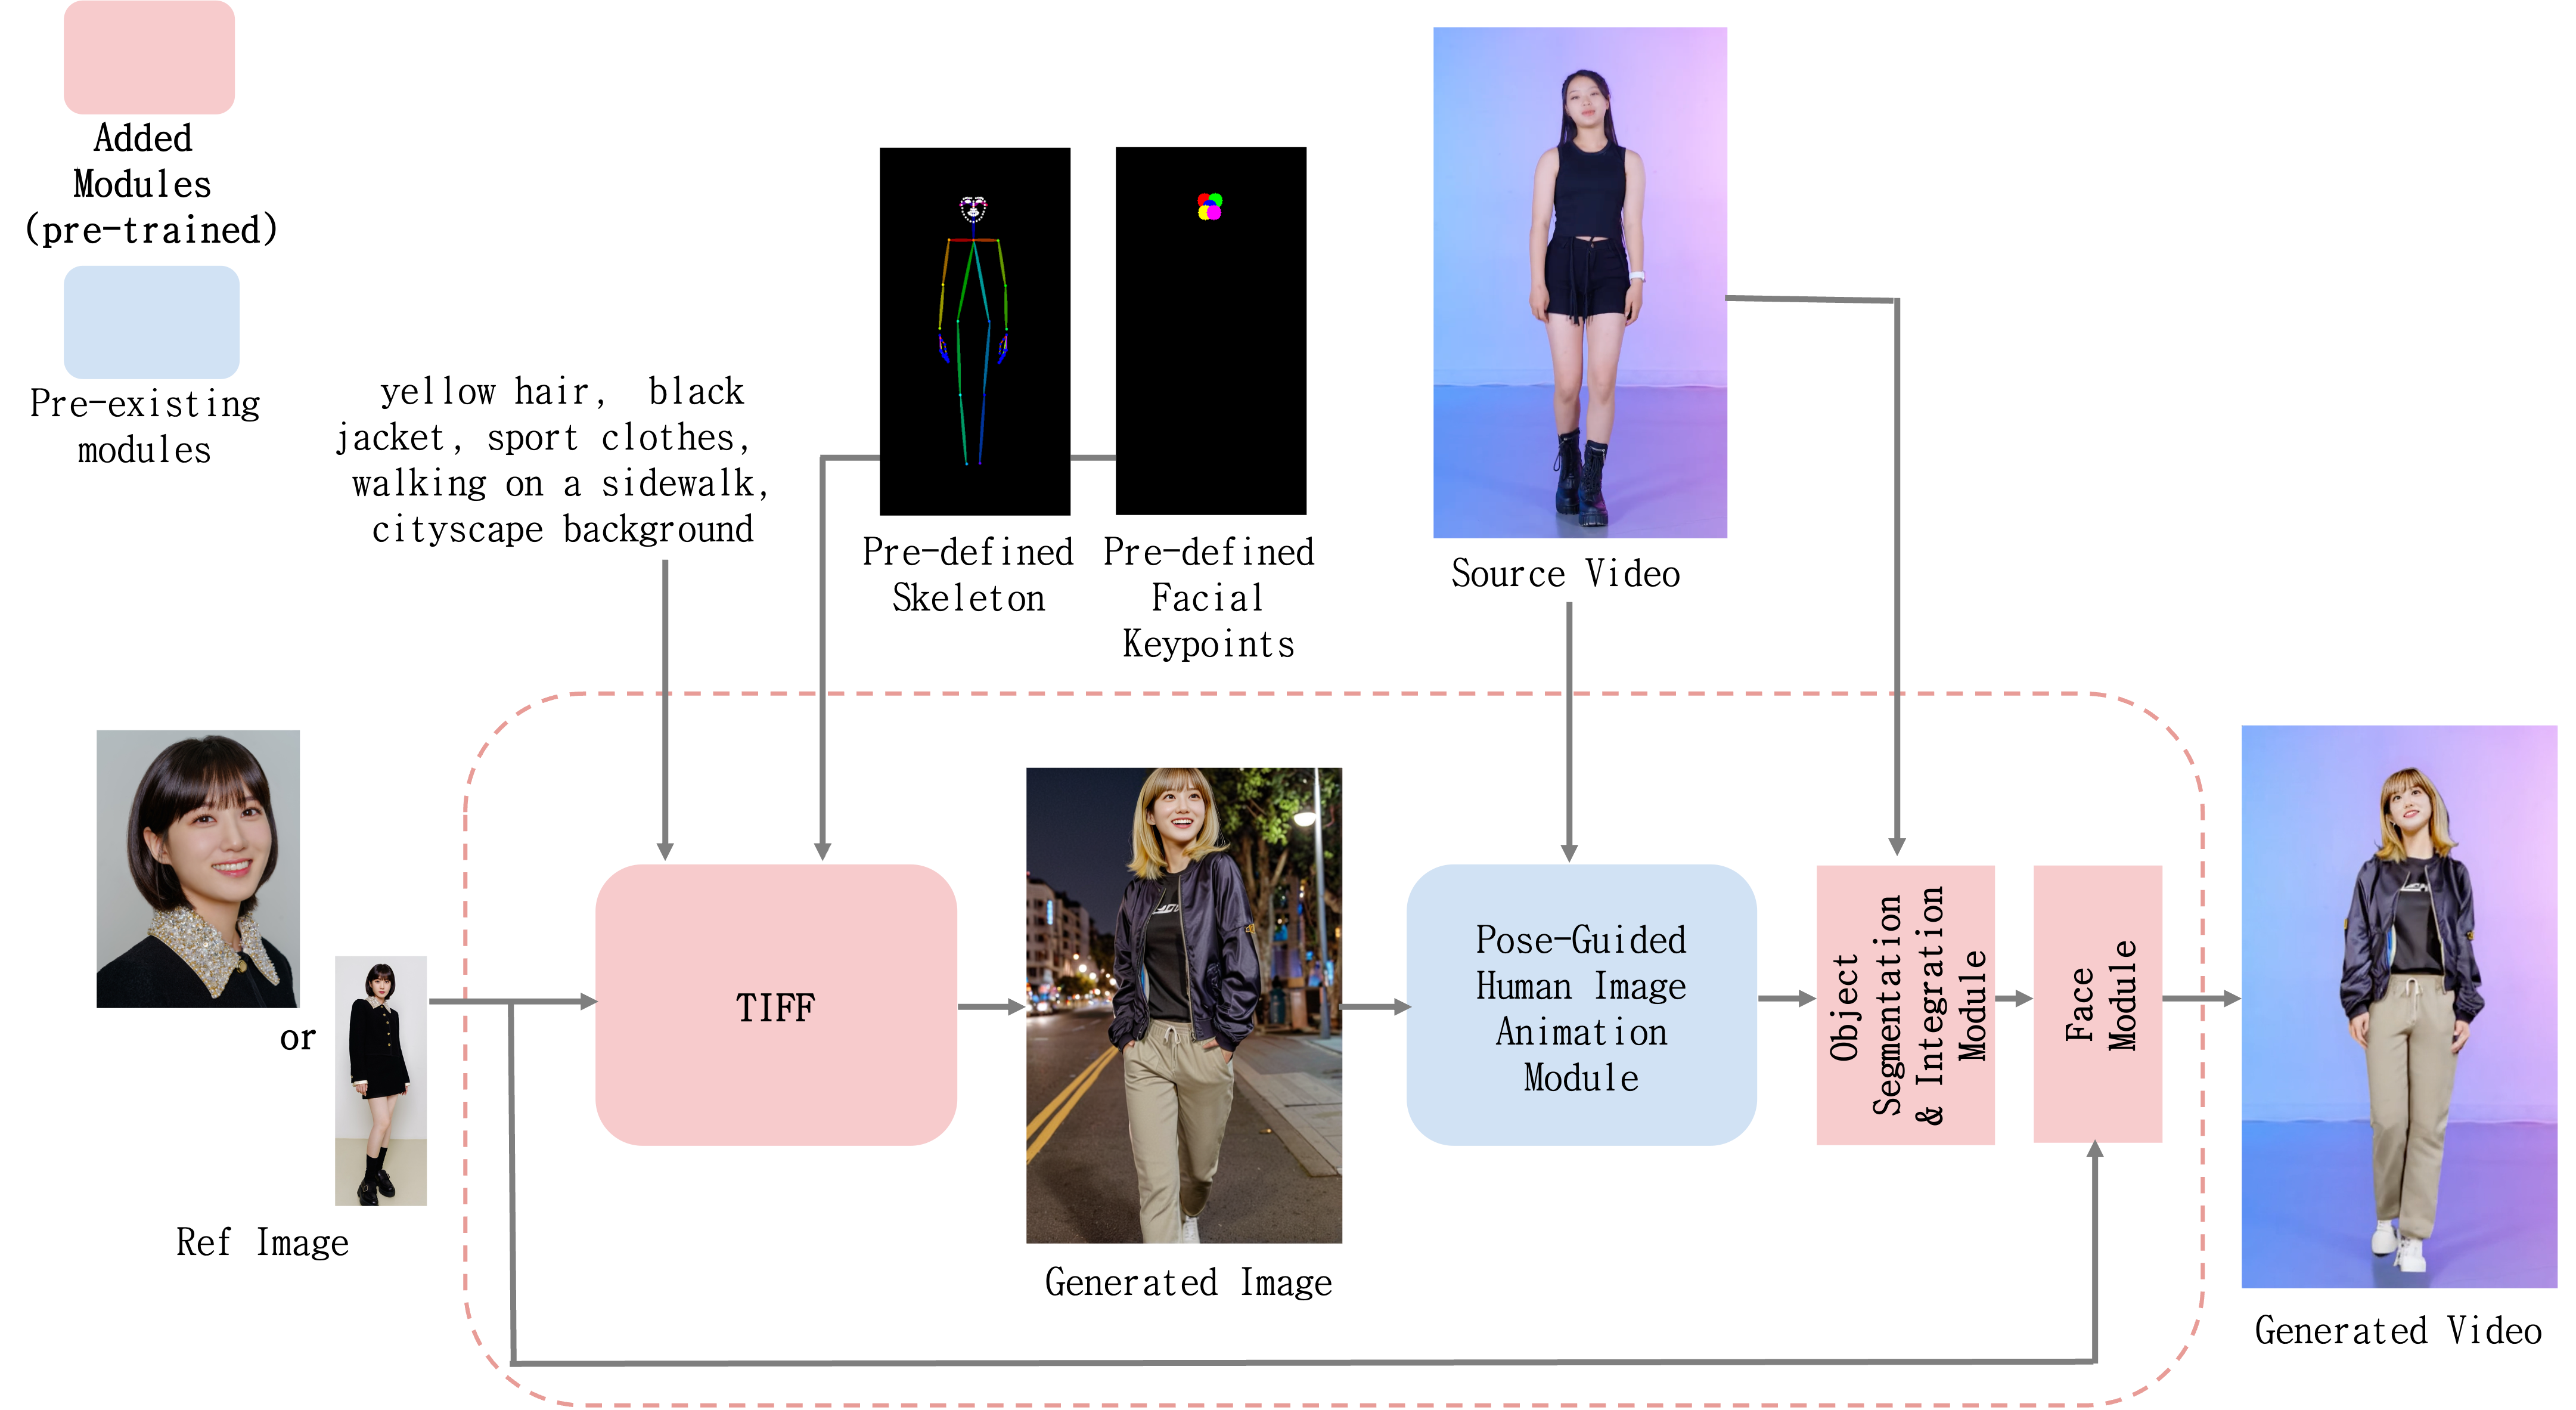 Added
Modules
(pre-trained)
Pre-existing
modules
yellow hair, black
jacket, sport clothes,
walking on a sidewalk,
cityscape background
Pre-defined
Skeleton
Pre-defined
Facial
Keypoints
Source Video
or
Ref Image
TIFF
Generated Image
Pose-Guided
Human Image
Animation
Module
Object
Segmentation
& Integration
Module
Face
Module
Generated Video